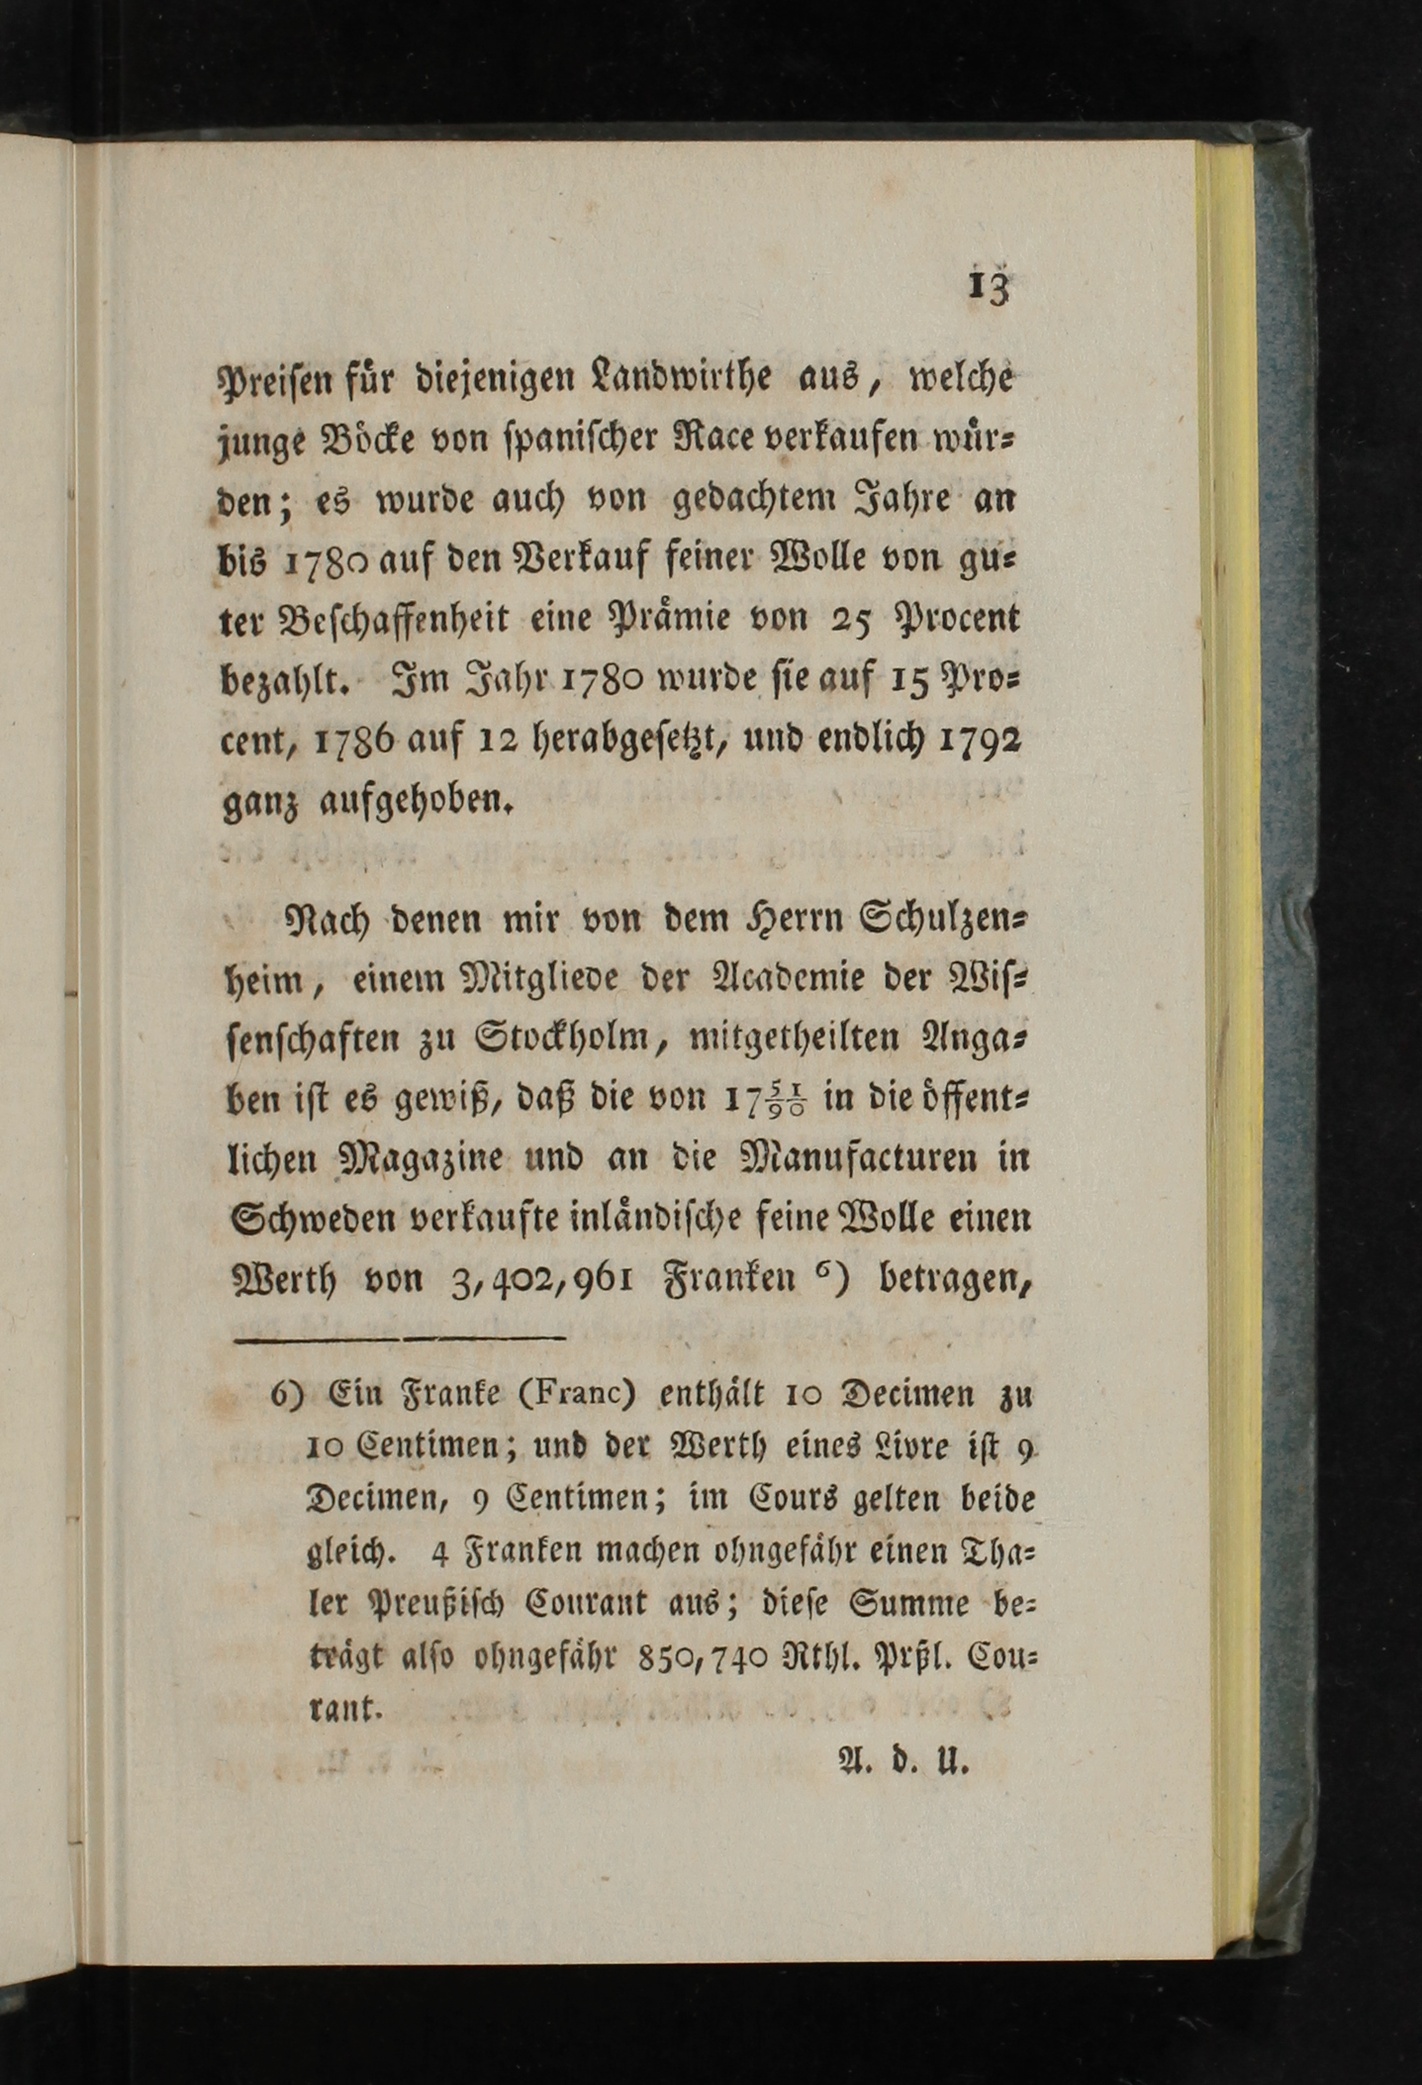 13
Preiſen für diejenigen Landwirthe aus, welche
junge Böcke von ſpaniſcher Race verkaufen wür⸗
den; es wurde auch von gedachtem Jahre an
bis 1780 auf den Verkauf feiner Wolle von gu⸗
ter Beſchaffenheit eine Prämie von 25 Procent
bezahlt. Im Jahr 1780 wurde ſie auf 15 Pro⸗
cent, 1786 auf 12 herabgeſetzt, und endlich 1792
ganz aufgehoben.
Nach denen mir von dem Herrn Schulzen⸗
heim, einem Mitgliede der Academie der Wiſ⸗
ſenſchaften zu Stockholm, mitgetheilten Anga⸗
ben iſt es gewiß, daß die von 17 51/90 in die öffent⸗
lichen Magazine und an die Manufacturen in
Schweden verkaufte inländiſche feine Wolle einen
Werth von 3,402,961 Franken ⁶) betragen,
6) Ein Franke (Franc) enthält 10 Decimen zu
10 Centimen; und der Werth eines Livre iſt 9
Decimen, 9 Centimen; im Cours gelten beide
gleich. 4 Franken machen ohngefähr einen Tha⸗
ler Preußiſch Courant aus; dieſe Summe be⸗
trägt alſo ohngefähr 850,740 Rthl. Prßl. Cou⸗
rant.
A. d. U.